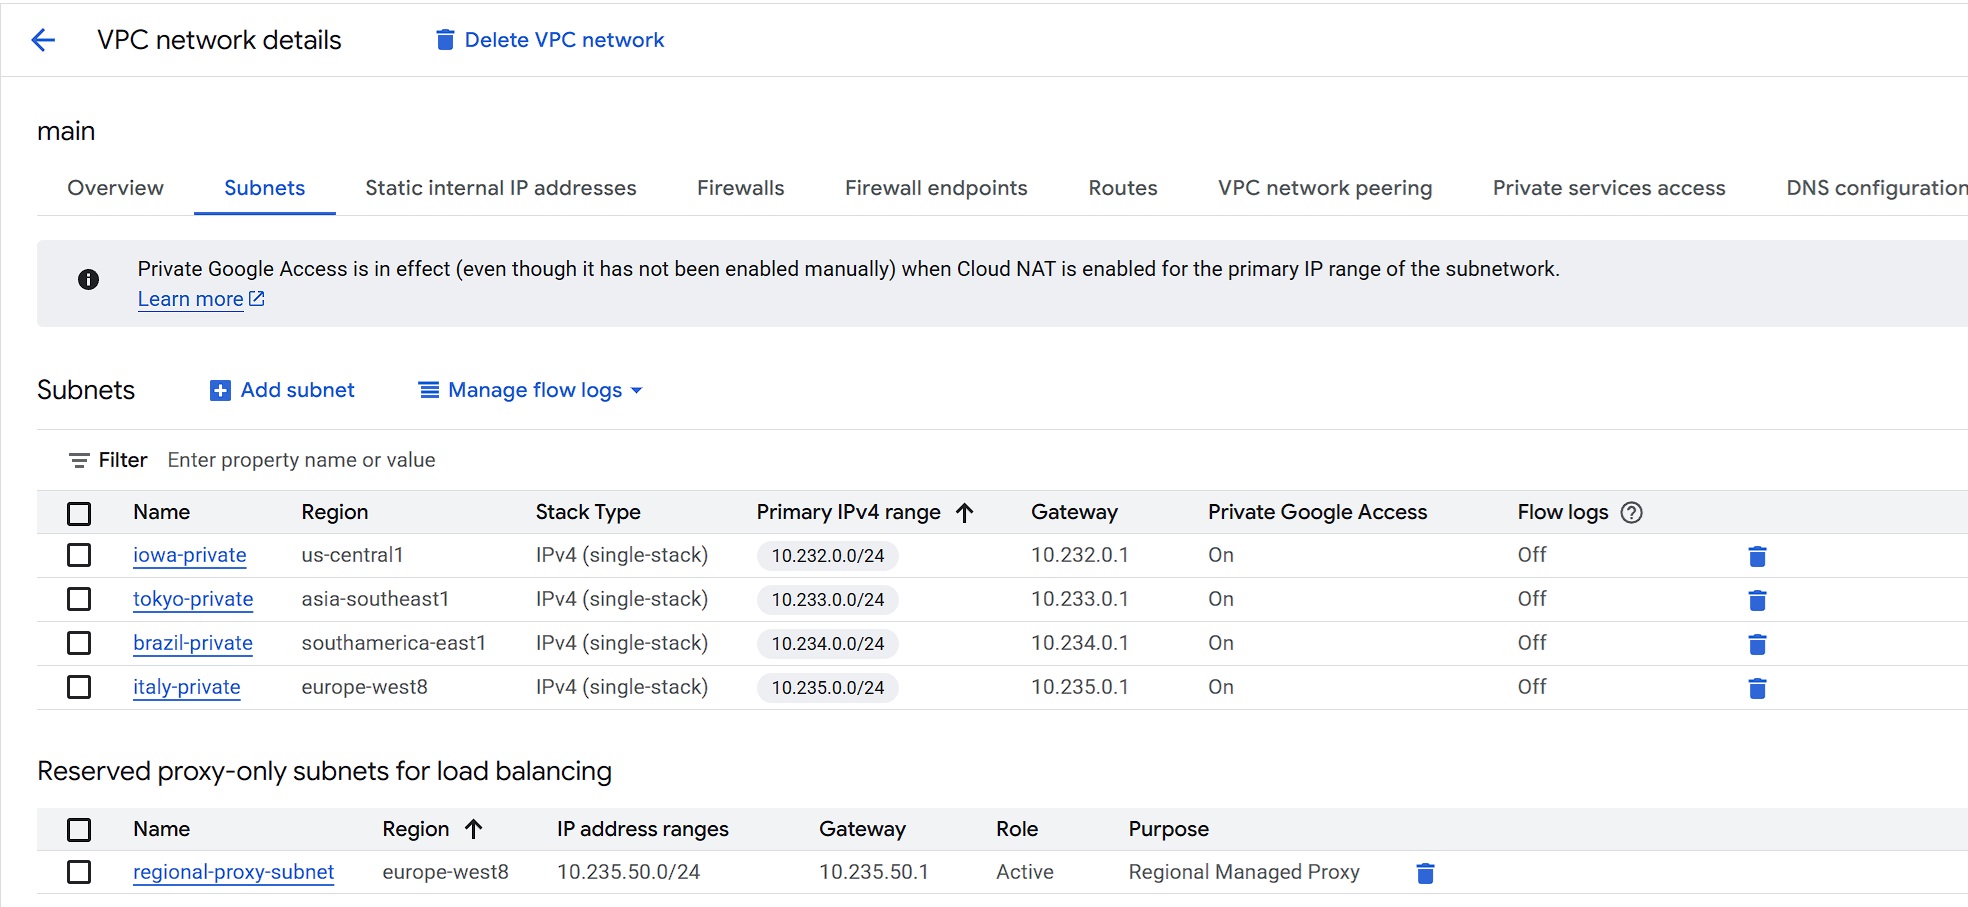 VPC network details Delete VPC network
main
Overview Subnets Static internal IP addresses Firewalls Firewall endpoints Routes VPC network peering Private services access DNS configuration
Private Google Access is in effect (even though it has not been enabled manually) when Cloud NAT is enabled for the primary IP range of the subnetwork.
Learn more
Subnets Add subnet Manage flow logs
Filter Enter property name or value
Name Region Stack Type Primary IPv4 range Gateway Private Google Access Flow logs
iowa-private us-central1 IPv4 (single-stack) 10.232.0.0/24 10.232.0.1 On Off
tokyo-private asia-southeast1 IPv4 (single-stack) 10.233.0.0/24 10.233.0.1 On Off
brazil-private southamerica-east1 IPv4 (single-stack) 10.234.0.0/24 10.234.0.1 On Off
italy-private europe-west8 IPv4 (single-stack) 10.235.0.0/24 10.235.0.1 On Off
Reserved proxy-only subnets for load balancing
Name Region IP address ranges Gateway Role Purpose
regional-proxy-subnet europe-west8 10.235.50.0/24 10.235.50.1 Active Regional Managed Proxy